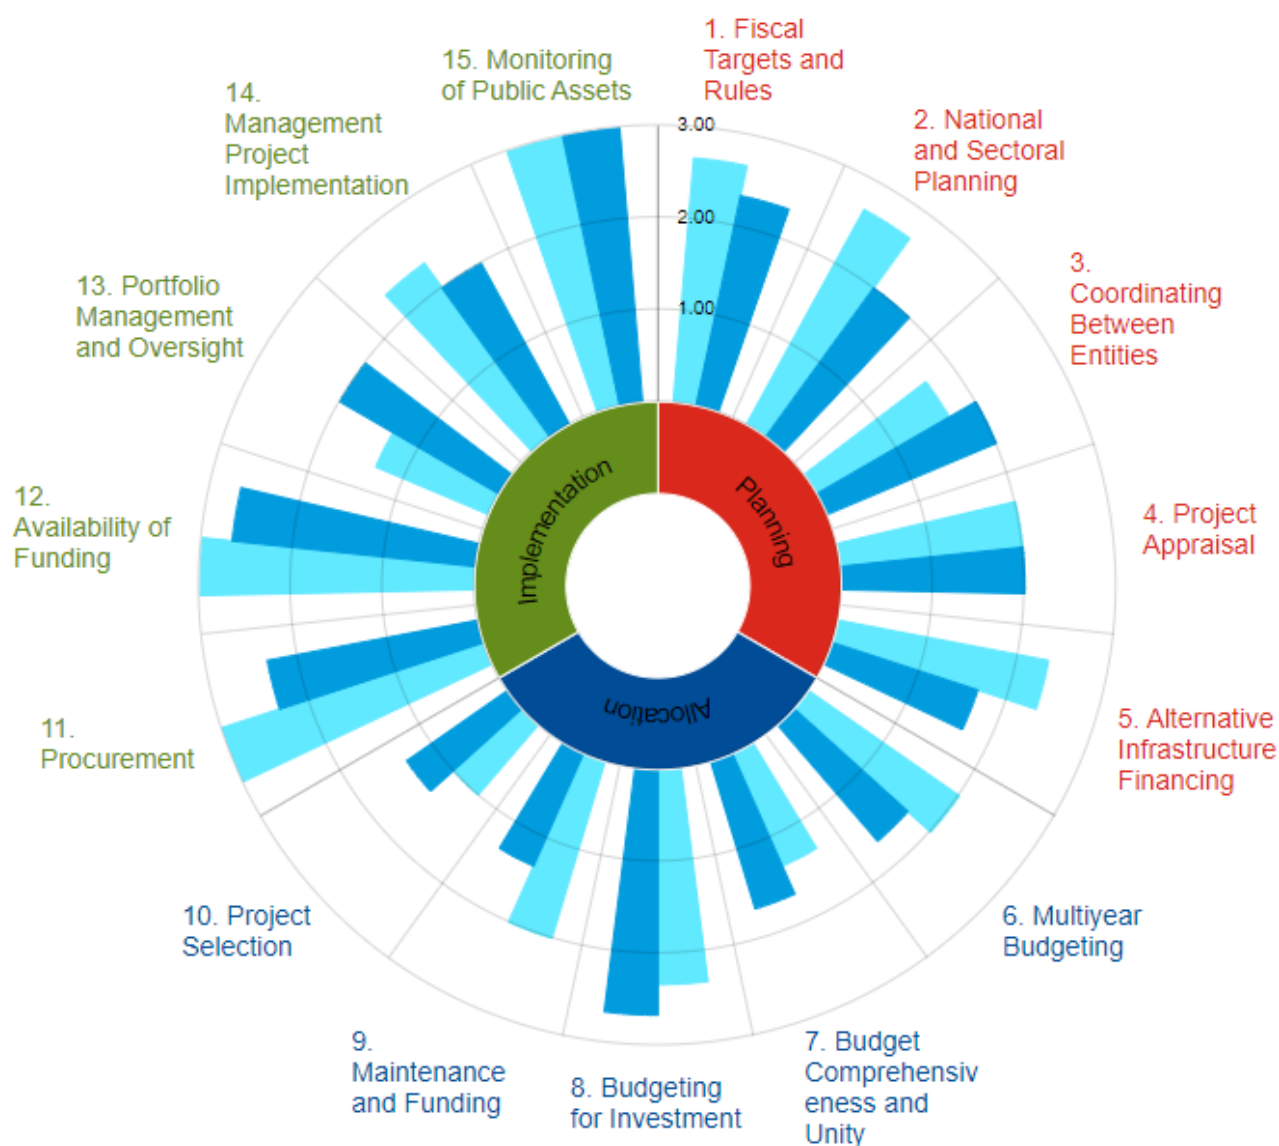 1. Fiscal
Targets and
Rules
2. National
and Sectoral
Planning
3.
Coordinating
Between
Entities
4. Project
Appraisal
5. Alternative
Infrastructure
Financing
6. Multiyear
Budgeting
7. Budget
Comprehensiv
eness and
Unity
8. Budgeting
for Investment
9.
Maintenance
and Funding
10. Project
Selection
11.
Procurement
12.
Availability of
Funding
13. Portfolio
Management
and Oversight
14.
Management
Project
Implementation
15. Monitoring
of Public Assets
3.00
2.00
1.00
Planning
Allocation
Implementation